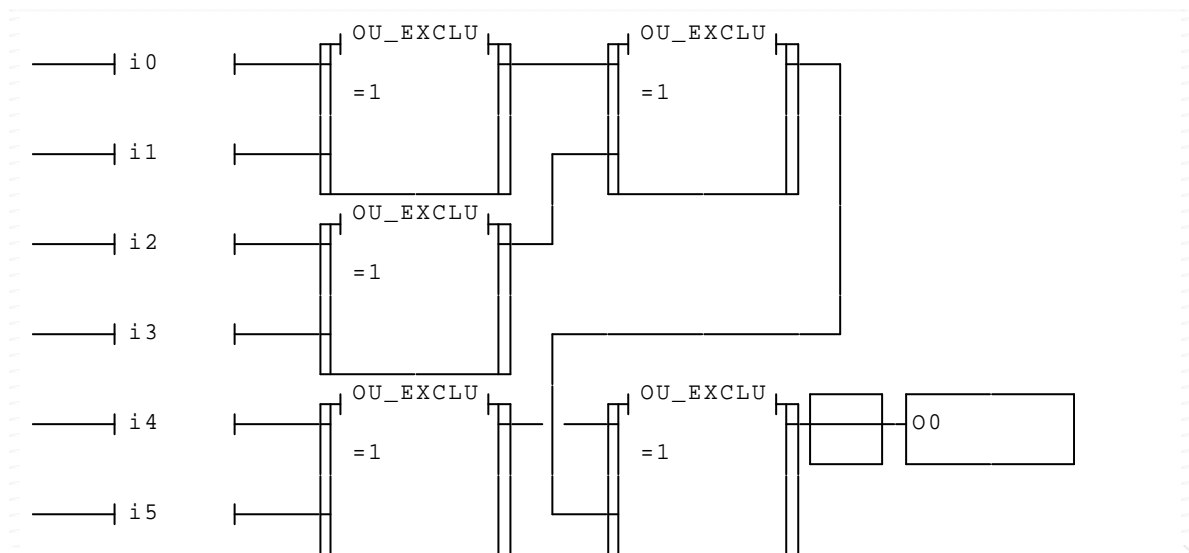 OU_EXCLU OU_EXCLU
i0
=1 =1
i1
OU_EXCLU
i2
=1
i3
OU_EXCLU OU_EXCLU
i4 O0
=1 =1
i5